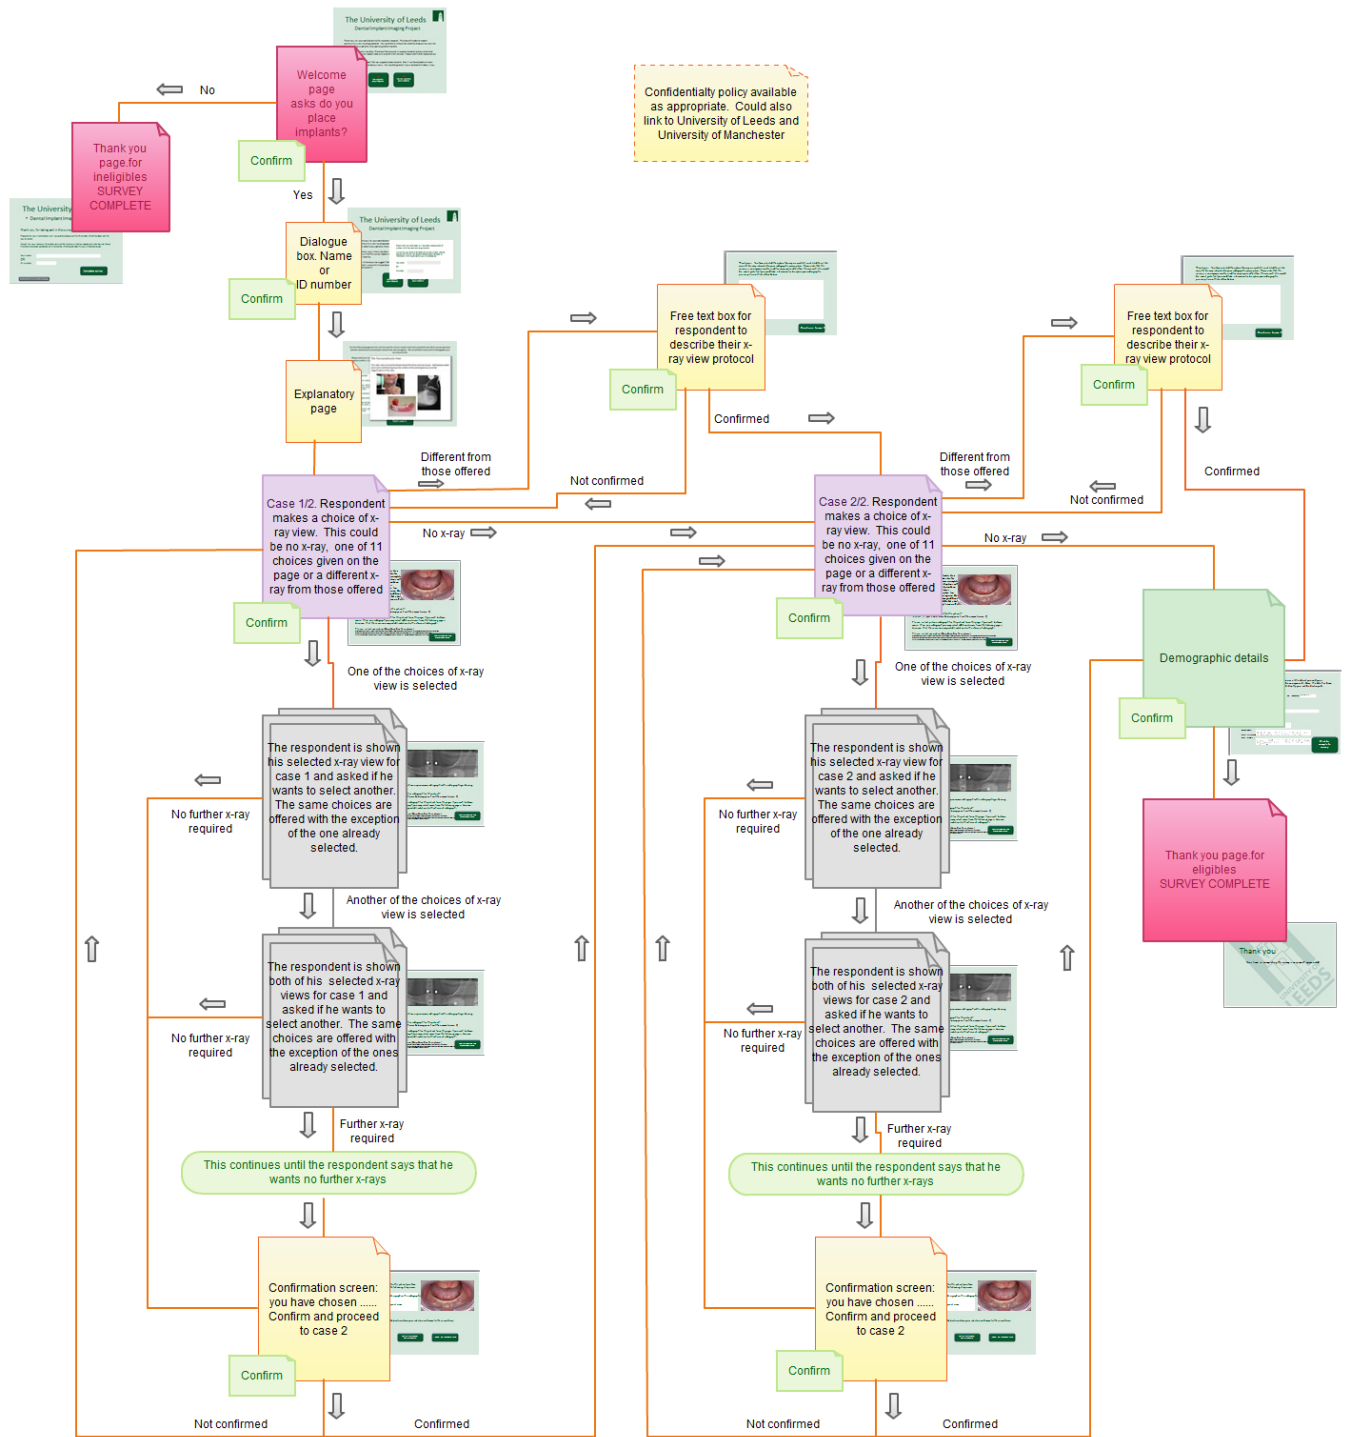 The University of Leeds
Dental Implant Imaging Project
Welcome
page
asks do you
place
implants?
Confirm
No
Thank you
page.for
ineligibles
SURVEY
COMPLETE
The University
Dental Implant Ima
Yes
Confidentialty policy available
as appropriate.  Could also
link to University of Leeds and
University of Manchester
The University of Leeds
Dental Implant Imaging Project
Dialogue
box. Name
or
ID number
Confirm
Explanatory
page
Free text box for
respondent to
describe their x-
ray view protocol
Confirm
Confirmed
Free text box for
respondent to
describe their x-
ray view protocol
Confirm
Confirmed
Different from
those offered
Not confirmed
No x-ray
Different from
those offered
Not confirmed
No x-ray
Case 1/2. Respondent
makes a choice of x-
ray view.  This could
be no x-ray,  one of 11
choices given on the
page or a different x-
ray from those offered
Confirm
One of the choices of x-ray
view is selected
Case 2/2. Respondent
makes a choice of x-
ray view.  This could
be no x-ray,  one of 11
choices given on the
page or a different x-
ray from those offered
Confirm
One of the choices of x-ray
view is selected
Demographic details
Confirm
The respondent is shown
his selected x-ray view for
case 1 and asked if he
wants to select another.
The same choices are
offered with the exception
of the one already
selected.
No further x-ray
required
Another of the choices of x-ray
view is selected
The respondent is shown
his selected x-ray view for
case 2 and asked if he
wants to select another.
The same choices are
offered with the exception
of the one already
selected.
No further x-ray
required
Another of the choices of x-ray
view is selected
Thank you page.for
eligibles
SURVEY COMPLETE
Thank you
UNIVERSITY OF
LEEDS
The respondent is shown
both of his  selected x-ray
views for case 1 and
asked if he wants to
select another.  The same
choices are offered with
the exception of the ones
already selected.
No further x-ray
required
Further x-ray
required
The respondent is shown
both of his  selected x-ray
views for case 2 and
asked if he wants to
select another.  The same
choices are offered with
the exception of the ones
already selected.
No further x-ray
required
Further x-ray
required
This continues until the respondent says that he
wants no further x-rays
This continues until the respondent says that he
wants no further x-rays
Confirmation screen:
you have chosen ......
Confirm and proceed
to case 2
Confirm
Not confirmed
Confirmed
Confirmation screen:
you have chosen ......
Confirm and proceed
to case 2
Confirm
Not confirmed
Confirmed